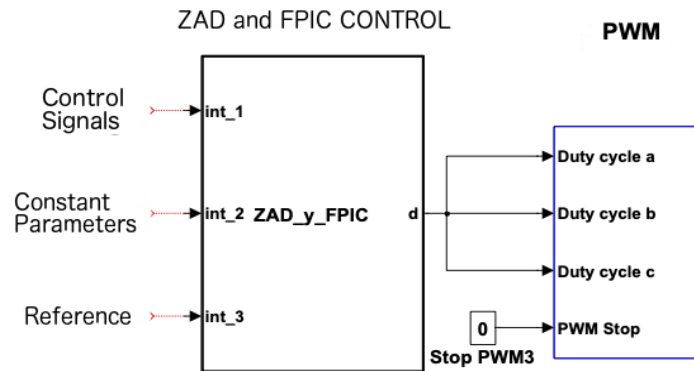 ZAD and FPIC CONTROL
PWM
Control
Signals
int_1
Constant
Parameters
int_2
ZAD_y_FPIC
d
Reference
int_3
Duty cycle a
Duty cycle b
Duty cycle c
0
PWM Stop
Stop PWM3